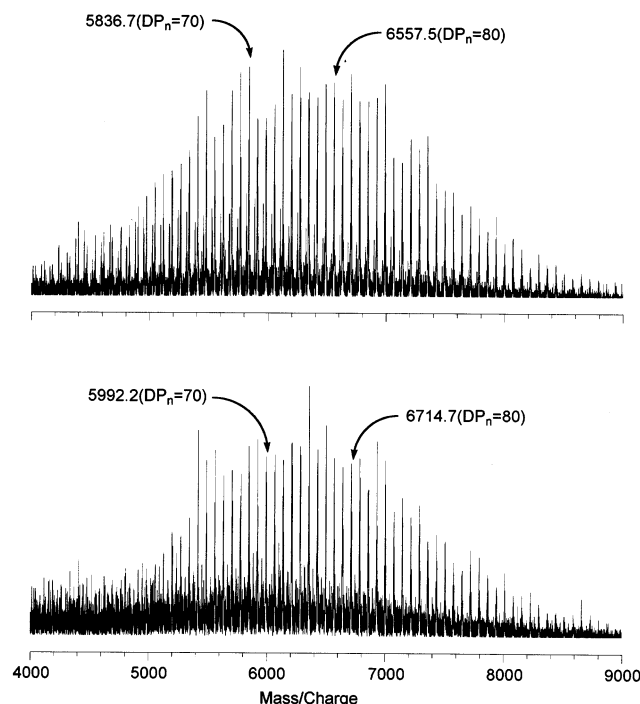 5836.7(DPn=70)
6557.5(DPn=80)
5992.2(DPn=70)
6714.7(DPn=80)
4000 5000 6000 7000 8000 9000
Mass/Charge